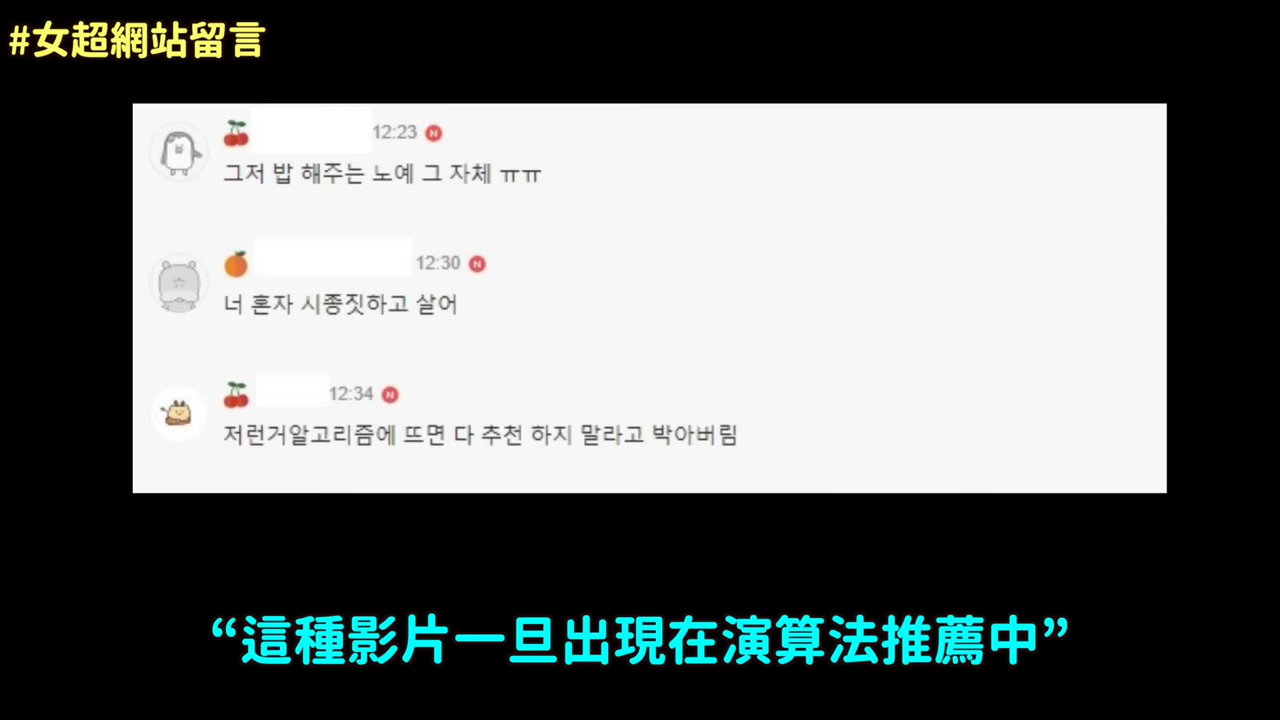 #女超網站留言
12:23 N
그저 밥 해주는 노예 그 자체 ㅠㅠ
12:30 N
너 혼자 시종짓하고 살어
12:34 N
저런거알고리즘에 뜨면 다 추천 하지 말라고 박아버림
“這種影片一旦出現在演算法推薦中”